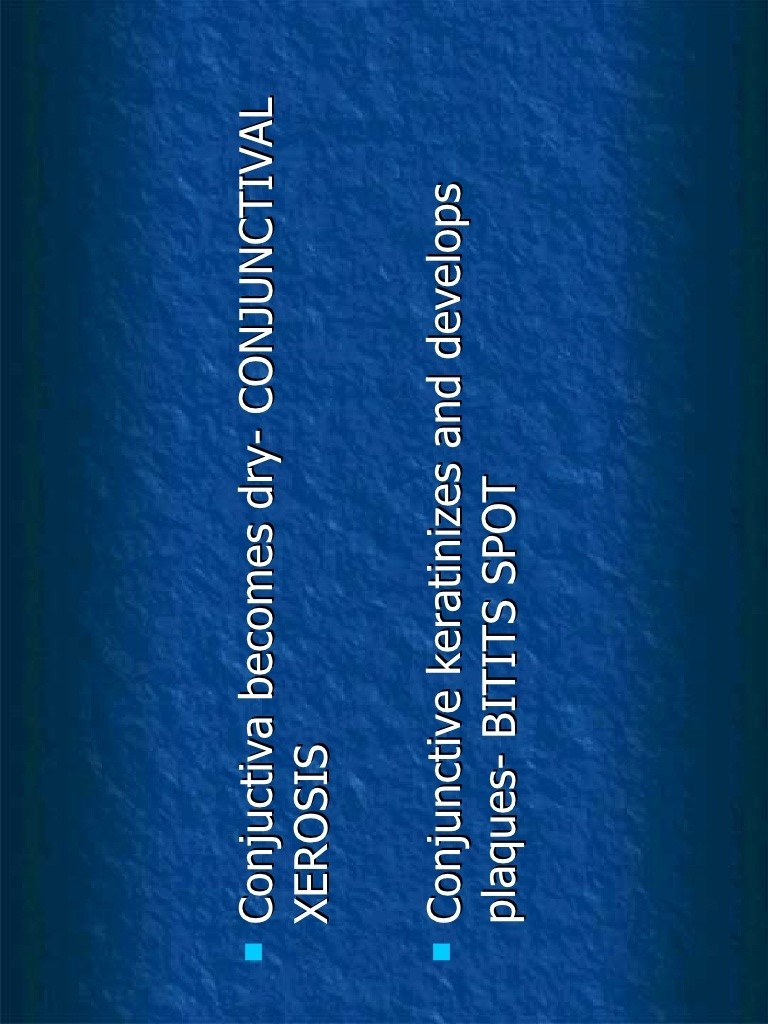 Conjuctiva becomes dry- CONJUNCTIVAL
XEROSIS
Conjunctive keratinizes and develops
plaques- BITITS SPOT